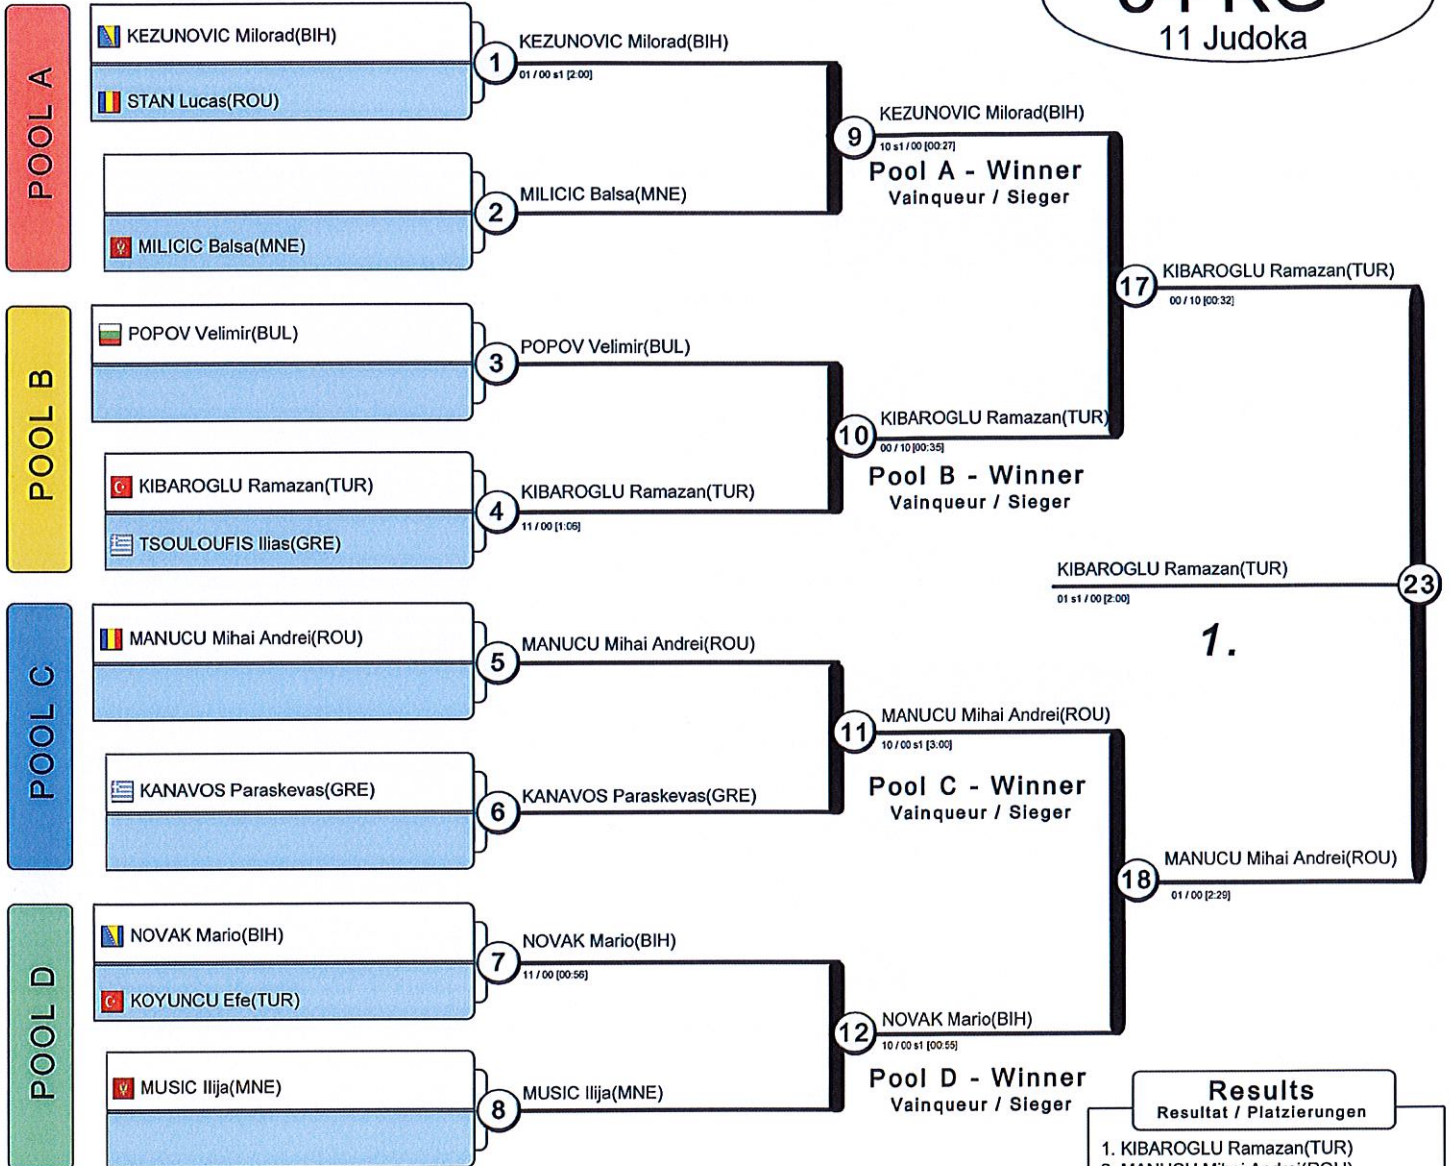 11 Judoka
POOL A
KEZUNOVIC Milorad(BIH)
STAN Lucas(ROU)
1
KEZUNOVIC Milorad(BIH)
01 / 00 s1 [2:00]
MILICIC Balsa(MNE)
2
MILICIC Balsa(MNE)
9
KEZUNOVIC Milorad(BIH)
10 s1 / 00 [00:27]
Pool A - Winner
Vainqueur / Sieger
POOL B
POPOV Velimir(BUL)
3
POPOV Velimir(BUL)
KIBAROGLU Ramazan(TUR)
TSOULOUFIS Ilias(GRE)
4
KIBAROGLU Ramazan(TUR)
11 / 00 [1:06]
10
KIBAROGLU Ramazan(TUR)
00 / 10 [00:35]
Pool B - Winner
Vainqueur / Sieger
17
KIBAROGLU Ramazan(TUR)
00 / 10 [00:32]
POOL C
MANUCU Mihai Andrei(ROU)
5
MANUCU Mihai Andrei(ROU)
KANAVOS Paraskevas(GRE)
6
KANAVOS Paraskevas(GRE)
11
MANUCU Mihai Andrei(ROU)
10 / 00 s1 [3:00]
Pool C - Winner
Vainqueur / Sieger
POOL D
NOVAK Mario(BIH)
KOYUNCU Efe(TUR)
7
NOVAK Mario(BIH)
11 / 00 [00:56]
MUSIC Ilija(MNE)
8
MUSIC Ilija(MNE)
12
NOVAK Mario(BIH)
10 / 00 s1 [00:55]
Pool D - Winner
Vainqueur / Sieger
18
MANUCU Mihai Andrei(ROU)
01 / 00 [2:29]
KIBAROGLU Ramazan(TUR)
01 s1 / 00 [2:00]
23
1.
Results
Resultat / Platzierungen
1. KIBAROGLU Ramazan(TUR)